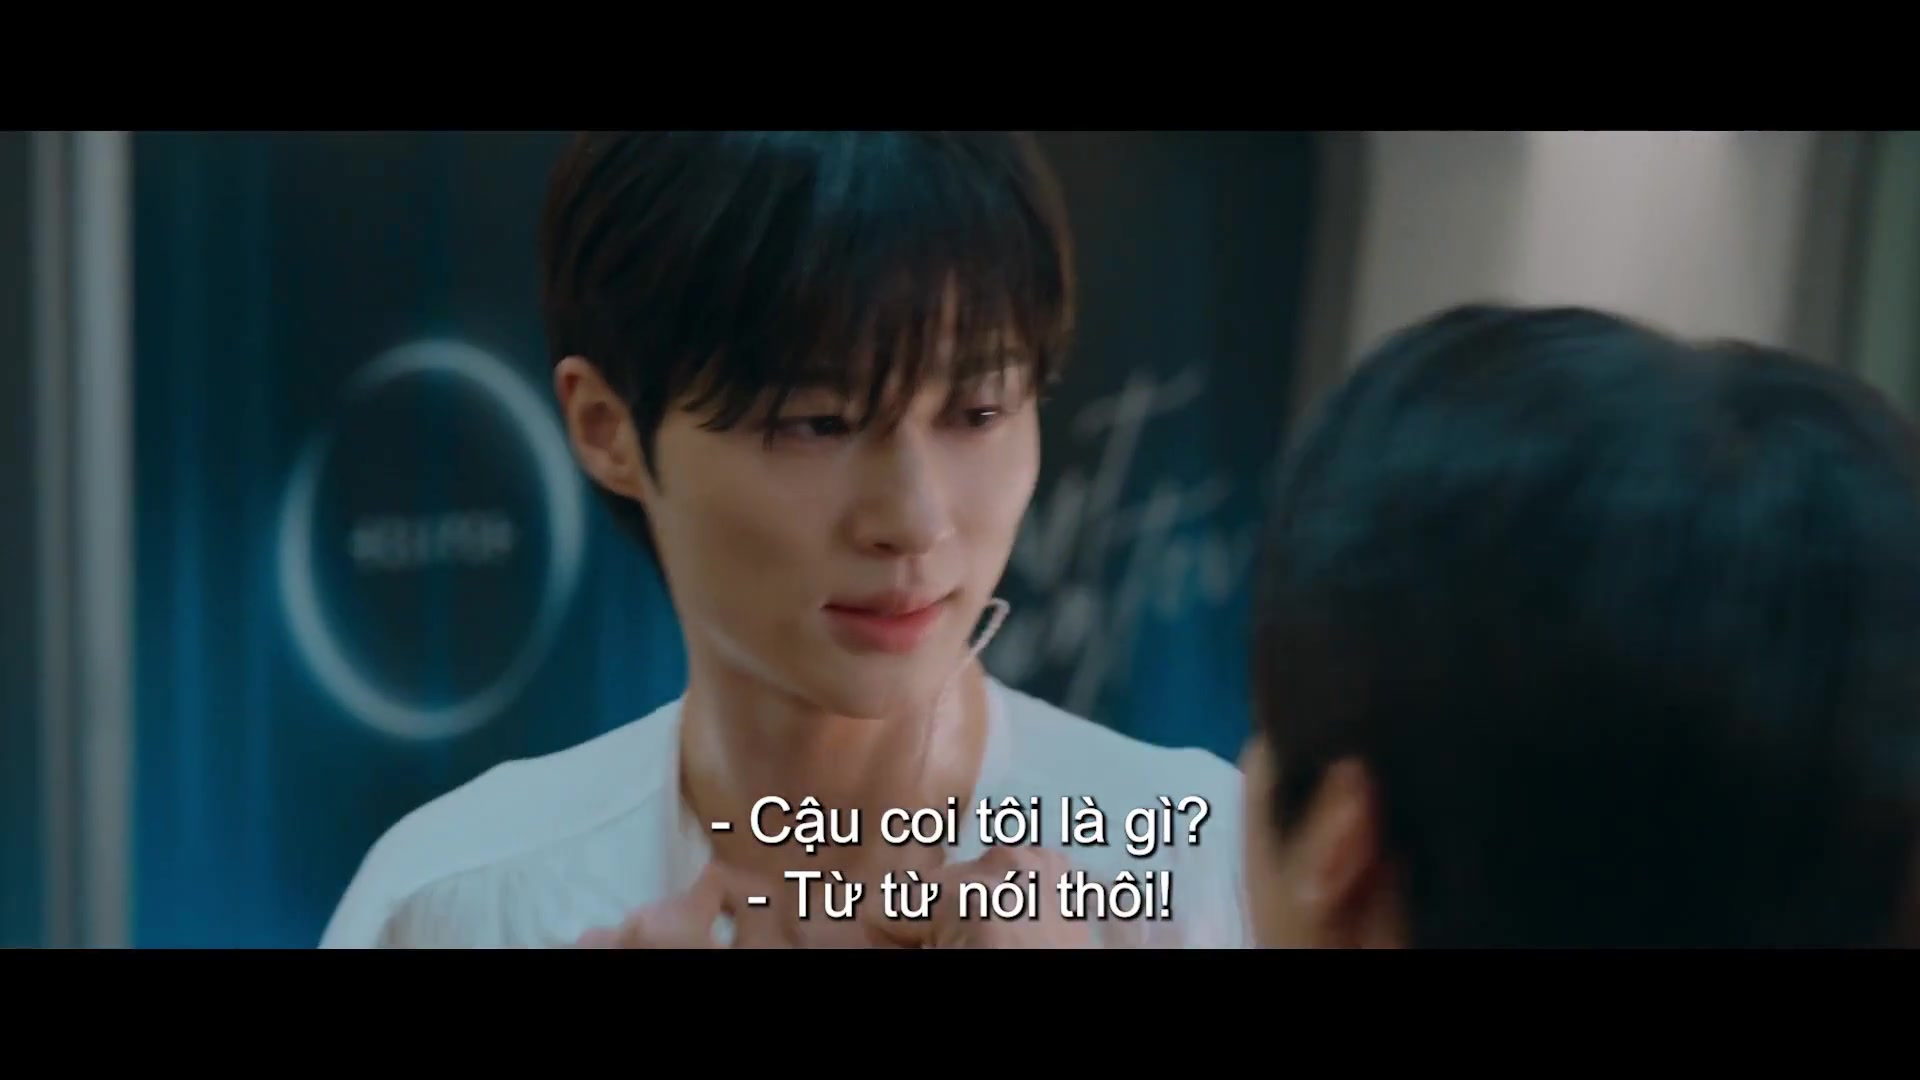 - Cậu coi tôi là gì?
- Từ từ nói thôi!